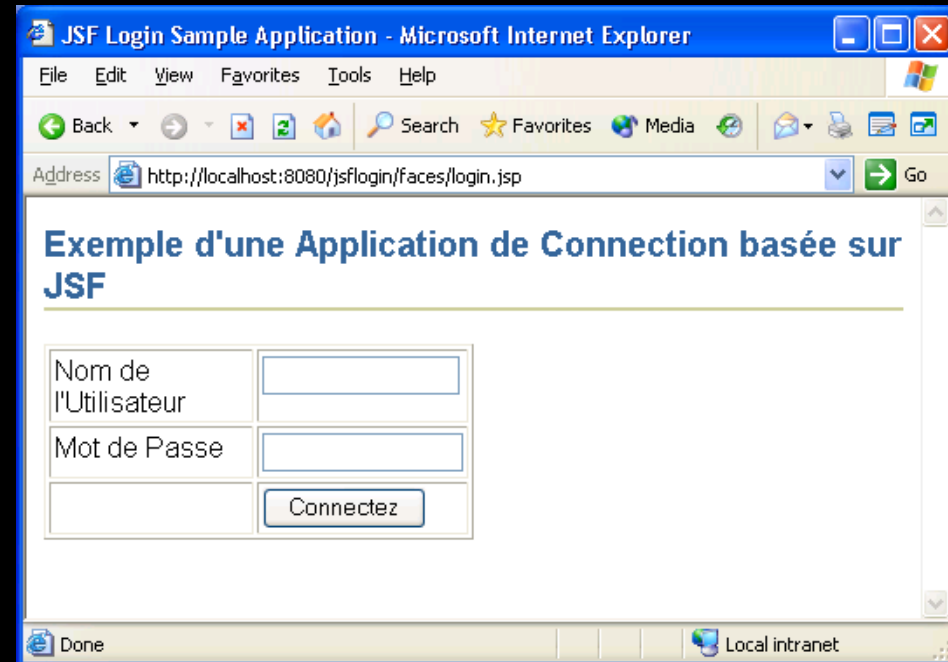 JSF Login Sample Application - Microsoft Internet Explorer
File Edit View Favorites Tools Help
Back Search Favorites Media
Address http://localhost:8080/jsflogin/faces/login.jsp Go
Exemple d'une Application de Connection basée sur
JSF
Nom de
l'Utilisateur
Mot de Passe
Connectez
Done Local intranet